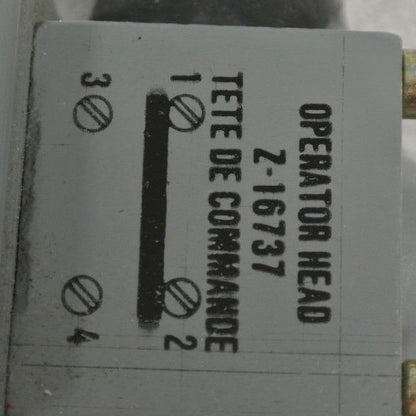 OPERATOR HEAD
Z-16737
TETE DE COMMANDE
1 2
3 4